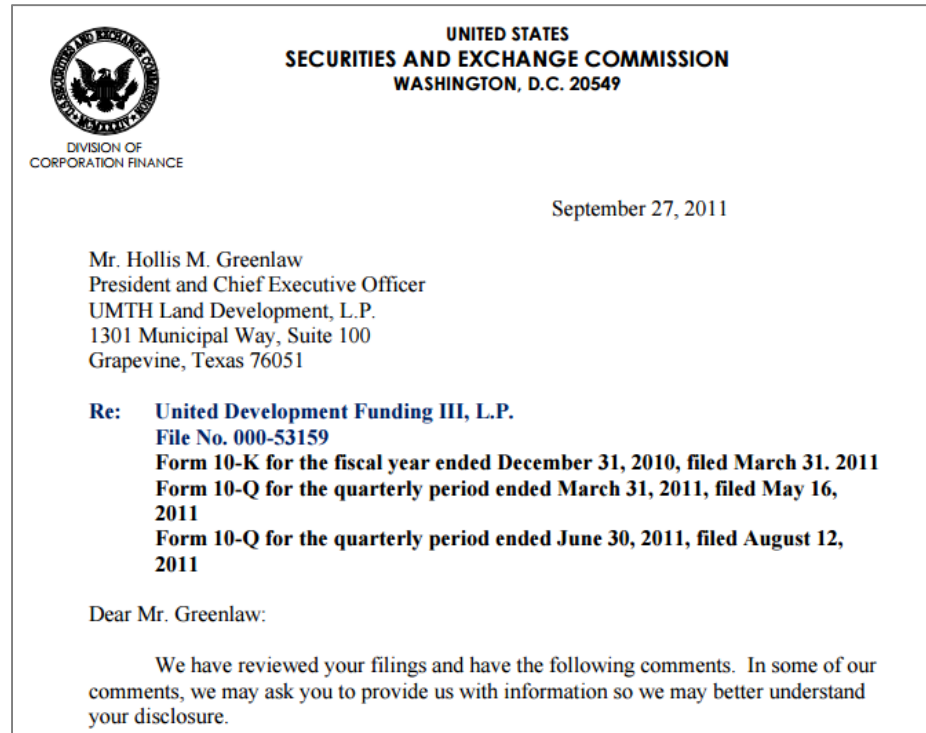 UNITED STATES
SECURITIES AND EXCHANGE COMMISSION
WASHINGTON, D.C. 20549
U.S. SECURITIES AND EXCHANGE COMMISSION
MCMXXXIV
DIVISION OF
CORPORATION FINANCE
September 27, 2011
Mr. Hollis M. Greenlaw
President and Chief Executive Officer
UMTH Land Development, L.P.
1301 Municipal Way, Suite 100
Grapevine, Texas 76051
Re: United Development Funding III, L.P.
File No. 000-53159
Form 10-K for the fiscal year ended December 31, 2010, filed March 31. 2011
Form 10-Q for the quarterly period ended March 31, 2011, filed May 16,
2011
Form 10-Q for the quarterly period ended June 30, 2011, filed August 12,
2011
Dear Mr. Greenlaw:
We have reviewed your filings and have the following comments. In some of our
comments, we may ask you to provide us with information so we may better understand
your disclosure.